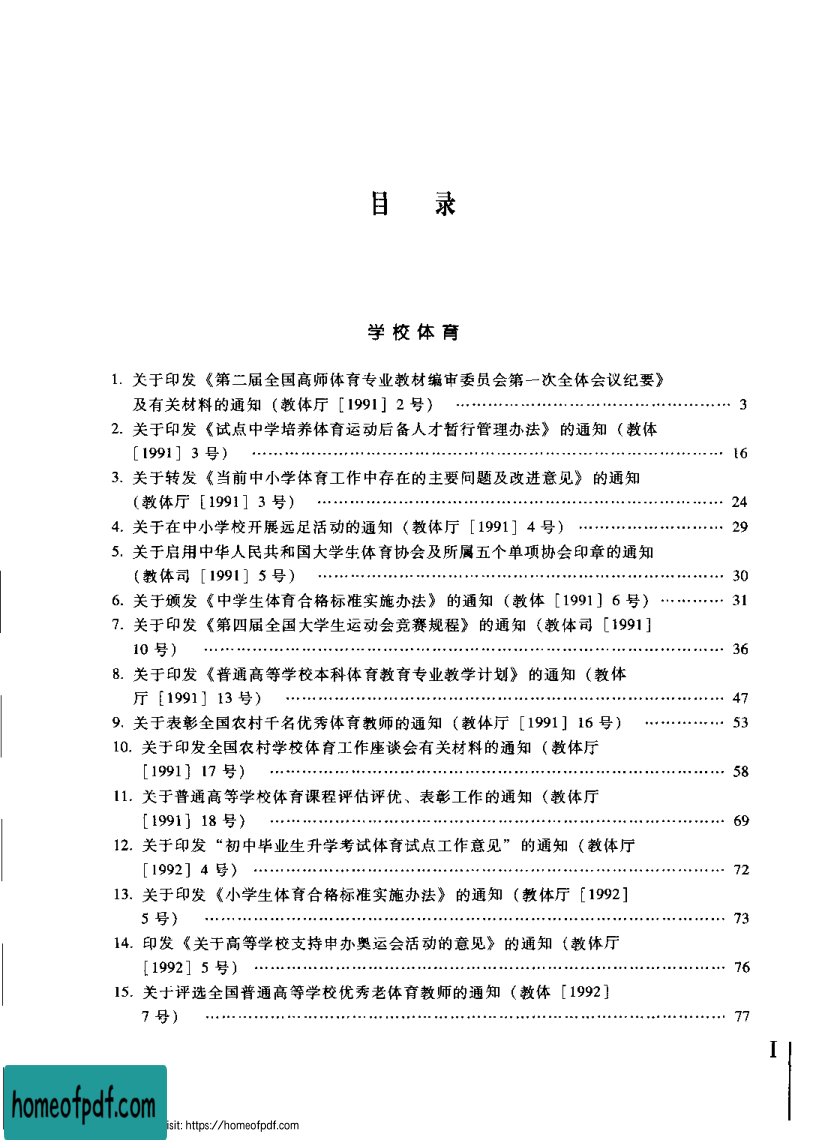 目 录
学校体育
1. 关于印发《第二届全国高师体育专业教材编审委员会第一次全体会议纪要》
及有关材料的通知（教体厅［1991］2号） …………………………………………… 3
2. 关于印发《试点中学培养体育运动后备人才暂行管理办法》的通知（教体
［1991］3号） …………………………………………………………………………… 16
3. 关于转发《当前中小学体育工作中存在的主要问题及改进意见》的通知
（教体厅［1991］3号） ………………………………………………………………… 24
4. 关于在中小学校开展远足活动的通知（教体厅［1991］4号） ……………………… 29
5. 关于启用中华人民共和国大学生体育协会及所属五个单项协会印章的通知
（教体司［1991］5号） ………………………………………………………………… 30
6. 关于颁发《中学生体育合格标准实施办法》的通知（教体［1991］6号） ………… 31
7. 关于印发《第四届全国大学生运动会竞赛规程》的通知（教体司［1991］
10号） …………………………………………………………………………………… 36
8. 关于印发《普通高等学校本科体育教育专业教学计划》的通知（教体
厅［1991］13号） ……………………………………………………………………… 47
9. 关于表彰全国农村千名优秀体育教师的通知（教体厅［1991］16号） …………… 53
10. 关于印发全国农村学校体育工作座谈会有关材料的通知（教体厅
［1991］17号） ………………………………………………………………………… 58
11. 关于普通高等学校体育课程评估评优、表彰工作的通知（教体厅
［1991］18号） ………………………………………………………………………… 69
12. 关于印发“初中毕业生升学考试体育试点工作意见”的通知（教体厅
［1992］4号） …………………………………………………………………………… 72
13. 关于印发《小学生体育合格标准实施办法》的通知（教体厅［1992］
5号） …………………………………………………………………………………… 73
14. 印发《关于高等学校支持申办奥运会活动的意见》的通知（教体厅
［1992］5号） …………………………………………………………………………… 76
15. 关于评选全国普通高等学校优秀老体育教师的通知（教体［1992］
7号） …………………………………………………………………………………… 77
I
homeofpdf.com
isit: https://homeofpdf.com